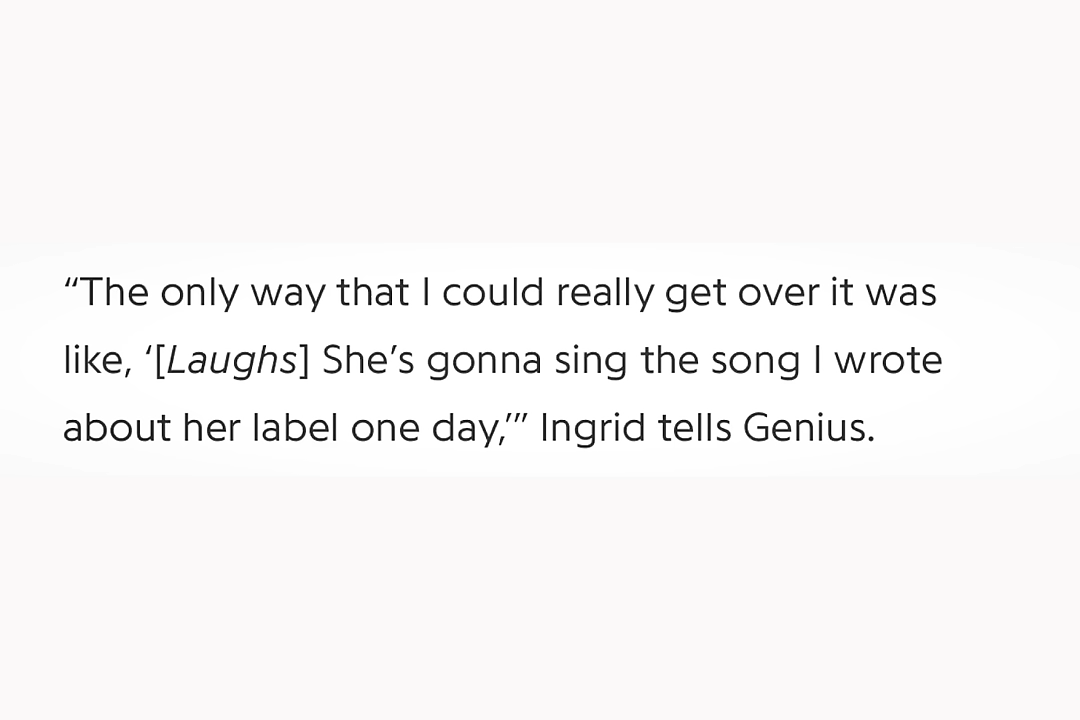 “The only way that I could really get over it was
like, ‘[Laughs] She’s gonna sing the song I wrote
about her label one day,’” Ingrid tells Genius.